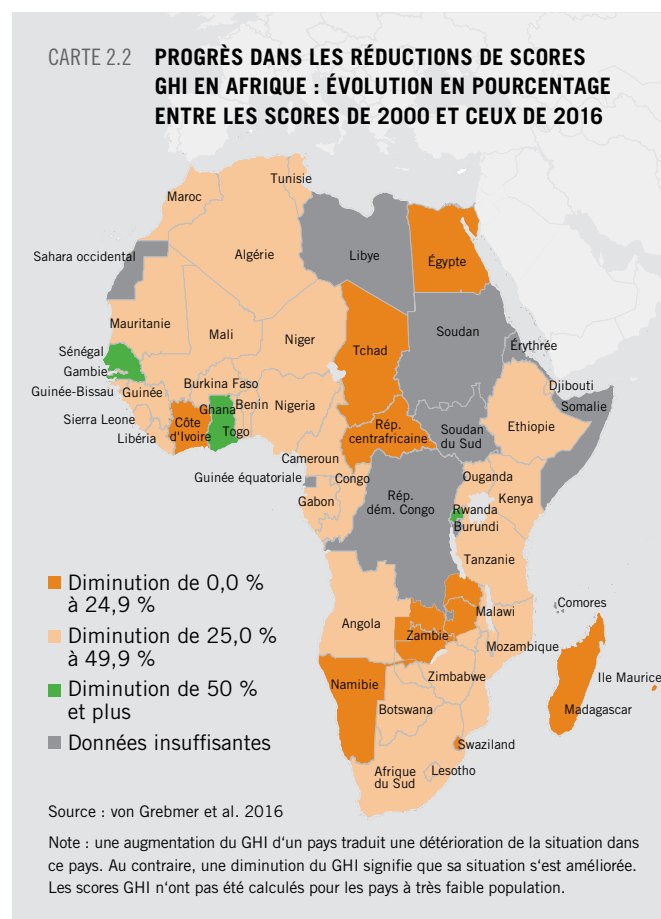 CARTE 2.2 PROGRÈS DANS LES RÉDUCTIONS DE SCORES
GHI EN AFRIQUE : ÉVOLUTION EN POURCENTAGE
ENTRE LES SCORES DE 2000 ET CEUX DE 2016
Tunisie
Maroc
Sahara occidental
Algérie
Libye
Égypte
Mauritanie
Mali
Niger
Tchad
Soudan
Érythrée
Sénégal
Gambie
Guinée-Bissau
Guinée
Burkina Faso
Djibouti
Somalie
Sierra Leone
Libéria
Côte
d'Ivoire
Ghana
Togo
Benin
Nigeria
Rép.
centrafricaine
Soudan
du Sud
Ethiopie
Cameroun
Guinée équatoriale
Gabon
Congo
Rép.
dém. Congo
Ouganda
Kenya
Rwanda
Burundi
Tanzanie
Angola
Zambie
Malawi
Comores
Mozambique
Namibie
Zimbabwe
Botswana
Ile Maurice
Madagascar
Swaziland
Afrique
du Sud
Lesotho
Diminution de 0,0 %
à 24,9 %
Diminution de 25,0 %
à 49,9 %
Diminution de 50 %
et plus
Données insuffisantes
Source : von Grebmer et al. 2016
Note : une augmentation du GHI d‘un pays traduit une détérioration de la situation dans
ce pays. Au contraire, une diminution du GHI signifie que sa situation s‘est améliorée.
Les scores GHI n‘ont pas été calculés pour les pays à très faible population.